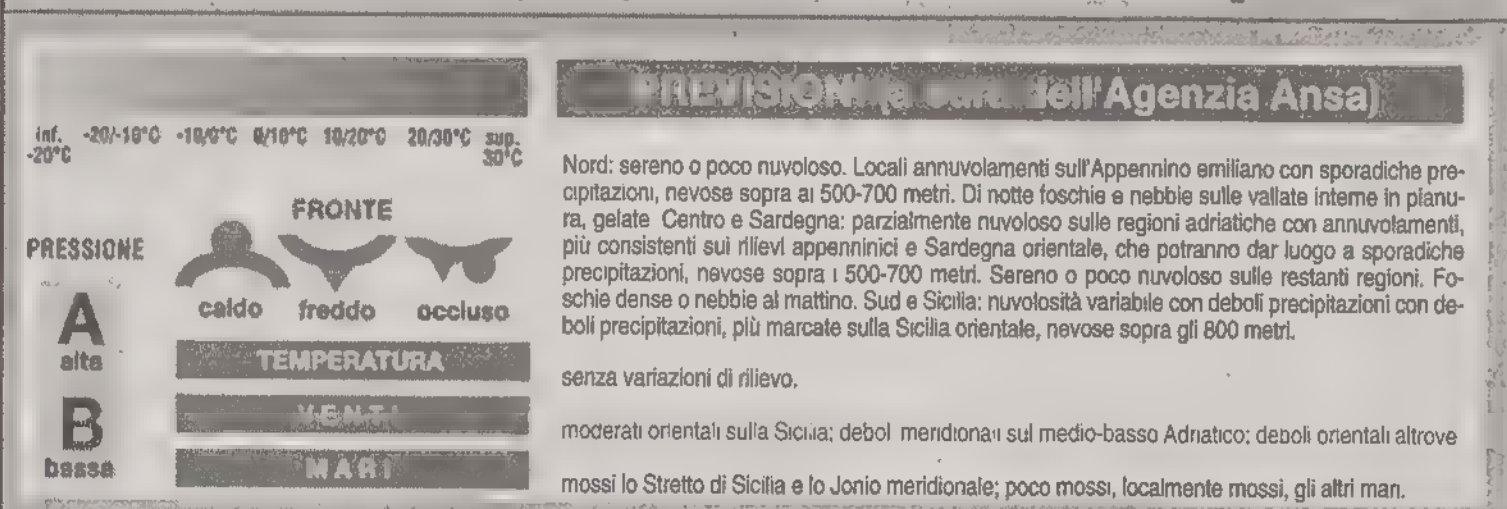 inf. -20°C -20/-10°C -10/0°C 0/10°C 10/20°C 20/30°C sup. 30°C
FRONTE
PRESSIONE
caldo freddo occluso
A
alta
B
bassa
TEMPERATURA
VENTI
MARI
PREVISIONI (a cura dell'Agenzia Ansa)
Nord: sereno o poco nuvoloso. Locali annuvolamenti sull'Appennino emiliano con sporadiche pre-
cipitazioni, nevose sopra ai 500-700 metri. Di notte foschie e nebbie sulle vallate interne in pianu-
ra, gelate Centro e Sardegna: parzialmente nuvoloso sulle regioni adriatiche con annuvolamenti,
più consistenti sui rilievi appenninici e Sardegna orientale, che potranno dar luogo a sporadiche
precipitazioni, nevose sopra i 500-700 metri. Sereno o poco nuvoloso sulle restanti regioni. Fo-
schie dense o nebbie al mattino. Sud e Sicilia: nuvolosità variabile con deboli precipitazioni con de-
boli precipitazioni, più marcate sulla Sicilia orientale, nevose sopra gli 800 metri.
senza variazioni di rilievo.
moderati orientali sulla Sicilia; debol meridionali sul medio-basso Adriatico; deboli orientali altrove
mossi lo Stretto di Sicilia e lo Jonio meridionale; poco mossi, localmente mossi, gli altri mari.